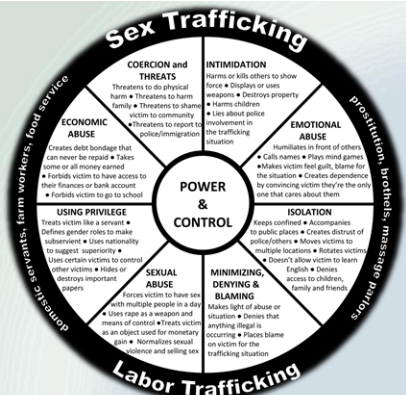 Sex Trafficking
COERCION and
THREATS
Threatens to do physical
harm ● Threatens to harm
family ● Threatens to shame
victim to community
●Threatens to report to
police/immigration
INTIMIDATION
Harms or kills others to show
force ● Displays or uses
weapons ● Destroys property
● Harms children
● Lies about police
involvement in
the trafficking
situation
ECONOMIC
ABUSE
Creates debt bondage that
can never be repaid ● Takes
some or all money earned
● Forbids victim to have access to
their finances or bank account
● Forbids victim to go to school
EMOTIONAL
ABUSE
Humiliates in front of others
● Calls names ● Plays mind games
●Makes victim feel guilt, blame for
the situation ● Creates dependence
by convincing victim they're the only
one that cares about them
POWER
&
CONTROL
USING PRIVILEGE
Treats victim like a servant ●
Defines gender roles to make
subservient ● Uses nationality
to suggest superiority ●
Uses certain victims to control
other victims ● Hides or
destroys important
papers
ISOLATION
Keeps confined ● Accompanies
to public places ● Creates distrust of
police/others ● Moves victims to
multiple locations ● Rotates victims
● Doesn't allow victim to learn
English ● Denies
access to children,
family and friends
SEXUAL
ABUSE
Forces victim to have sex
with multiple people in a day
● Uses rape as a weapon and
means of control ●Treats victim
as an object used for monetary
gain ● Normalizes sexual
violence and selling sex
MINIMIZING,
DENYING &
BLAMING
Makes light of abuse or
situation ● Denies that
anything illegal is
occurring ● Places blame
on victim for the
trafficking situation
domestic servants, farm workers, food service
prostitution, brothels, massage parlors
Labor Trafficking